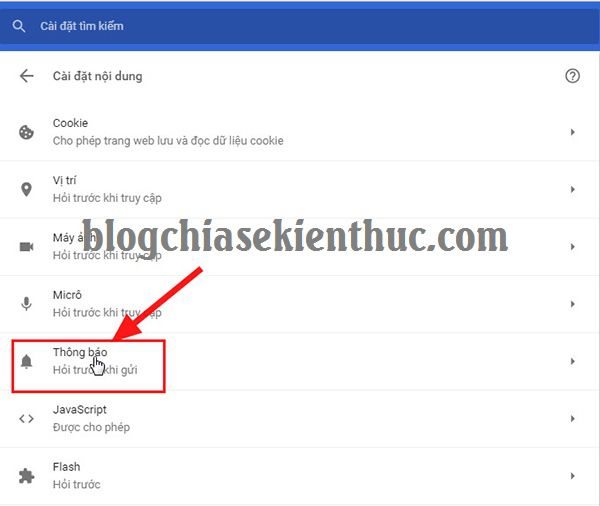 Cài đặt tìm kiếm
Cài đặt nội dung
Cookie
Cho phép trang web lưu và đọc dữ liệu cookie
Vị trí
Hỏi trước khi truy cập
Máy ảnh
blogchiasekienthuc.com
Hỏi trước khi truy cập
Micrô
Hỏi trước khi truy cập
Thông báo
Hỏi trước khi gửi
JavaScript
Được cho phép
Flash
Hỏi trước